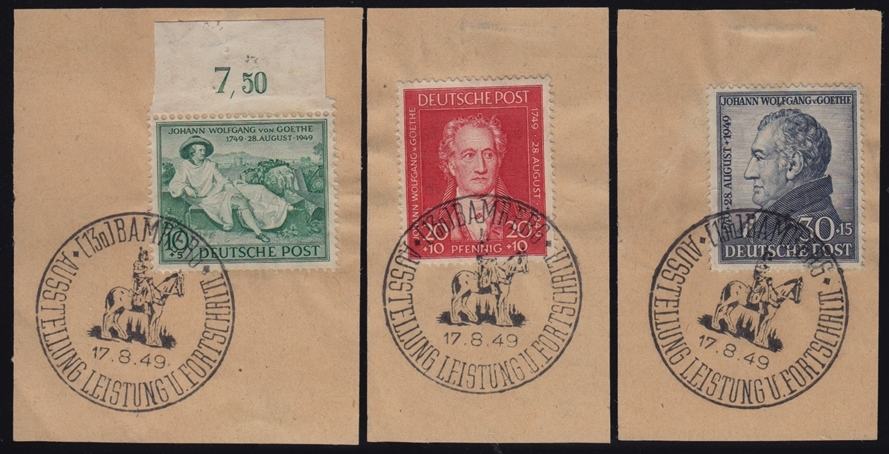 7,50
JOHANN WOLFGANG VON GOETHE
1749 · 28. AUGUST · 1949
10
+5
DEUTSCHE POST
(13a) BAMBERG
AUSSTELLUNG LEISTUNG U. FORTSCHRITT
17.8.49
DEUTSCHE POST
JOHANN WOLFGANG V. GOETHE
1749 · 28. AUGUST
20 20
+10 PFENNIG +10
(13a) BAMBERG
AUSSTELLUNG LEISTUNG U. FORTSCHRITT
17.8.49
JOHANN WOLFGANG V. GOETHE
28. AUGUST · 1949
30+15
DEUTSCHE POST
(13a) BAMBERG
AUSSTELLUNG LEISTUNG U. FORTSCHRITT
17.8.49